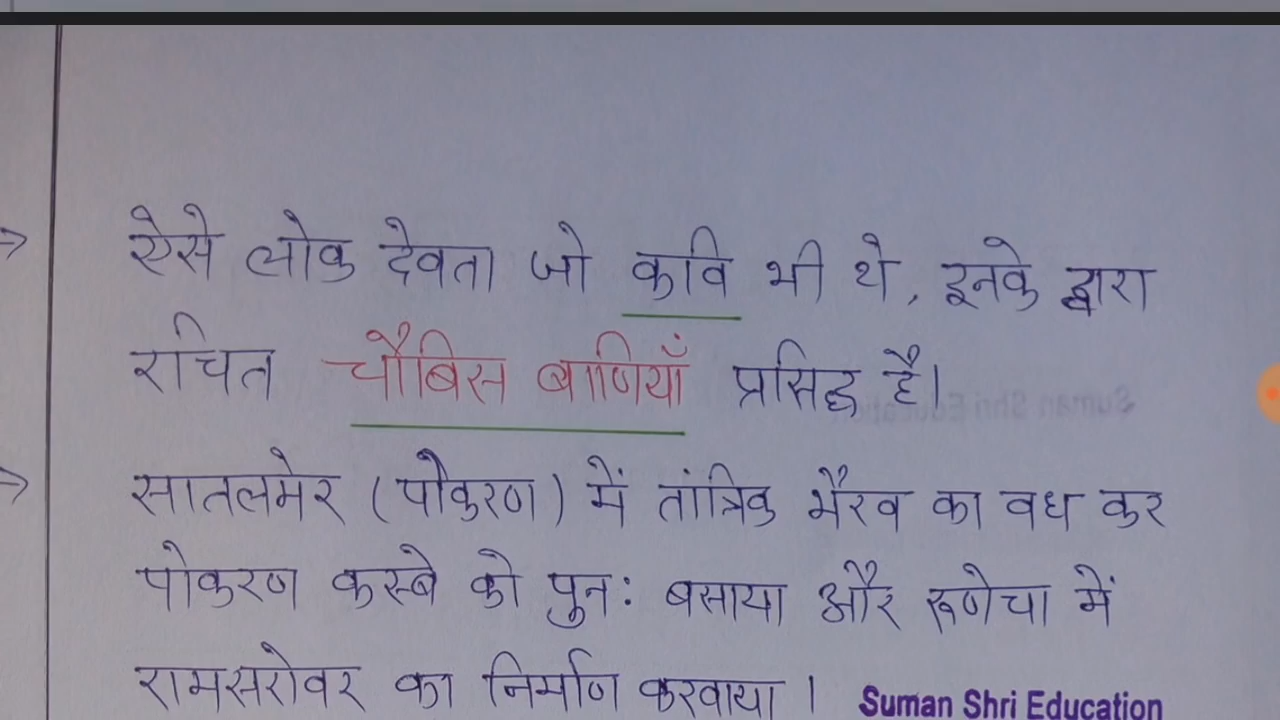 → ऐसे लोक देवता जो कवि भी थे, इनके द्वारा
रचित चौबिस बाणियाँ प्रसिद्ध है।
→ सातलमेर (पोकरण) में तांत्रिक भैरव का वध कर
पोकरण कस्बे को पुनः बसाया और रूणेचा में
रामसरोवर का निर्माण करवाया।
Suman Shri Education